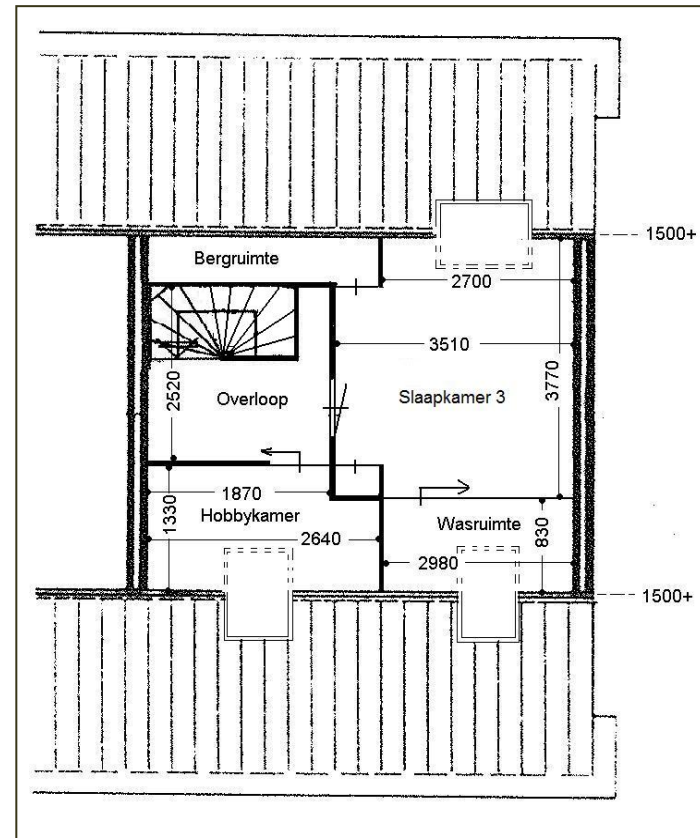 1500+
Bergruimte
2700
3510
3770
2520
Overloop
Slaapkamer 3
1870
1330
Hobbykamer
Wasruimte
830
2640
2980
1500+